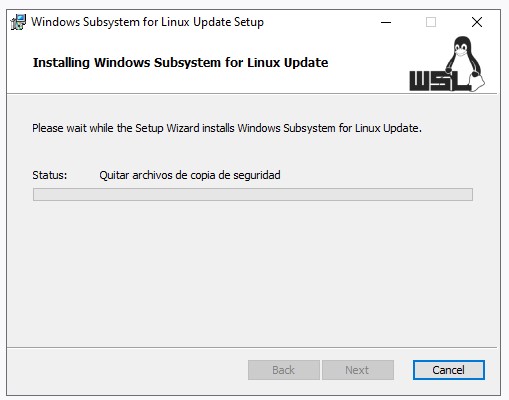 Windows Subsystem for Linux Update Setup
Installing Windows Subsystem for Linux Update
WSL
Please wait while the Setup Wizard installs Windows Subsystem for Linux Update.
Status: Quitar archivos de copia de seguridad
Back Next Cancel